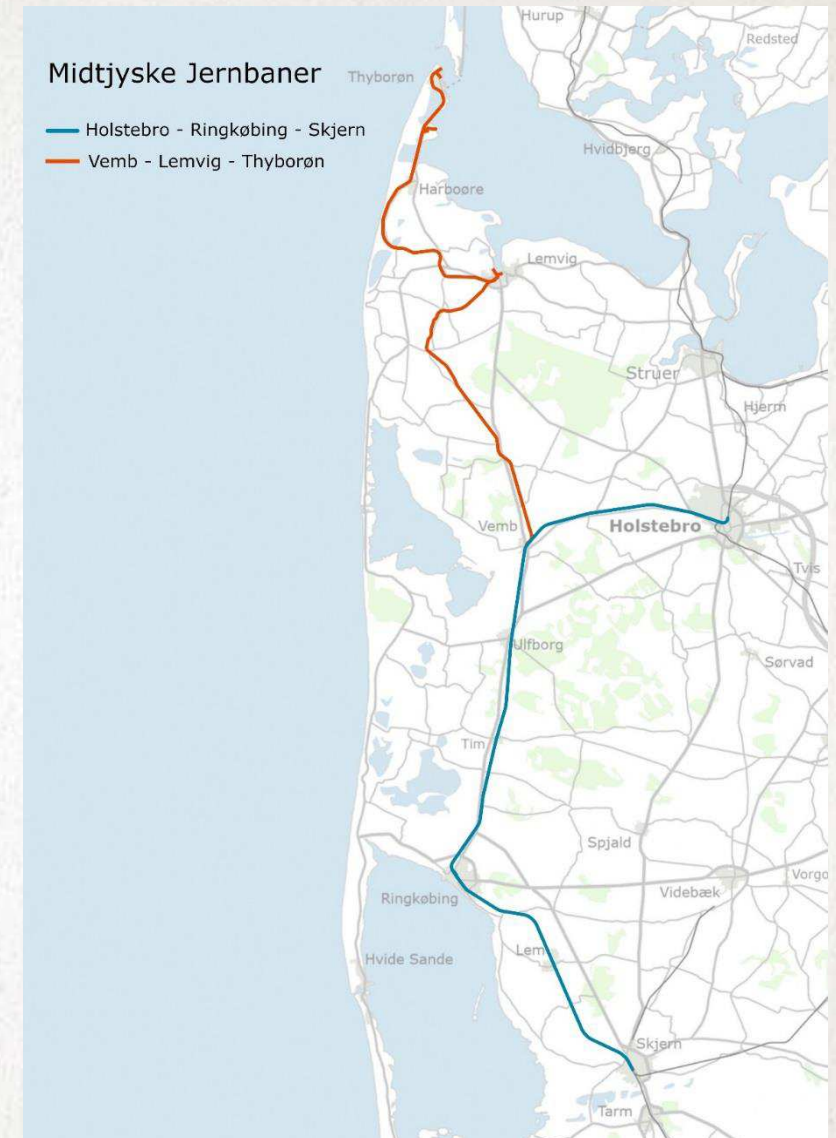 Hurup
Redsted
Midtjyske Jernbaner
Thyborøn
Holstebro - Ringkøbing - Skjern
Vemb - Lemvig - Thyborøn
Hvidbjerg
Harboøre
Lemvig
Struer
Hjerm
Vemb
Holstebro
Tvis
Ulfborg
Sørvad
Tim
Spjald
Vorgo
Videbæk
Ringkøbing
Lem
Hvide Sande
Skjern
Tarm